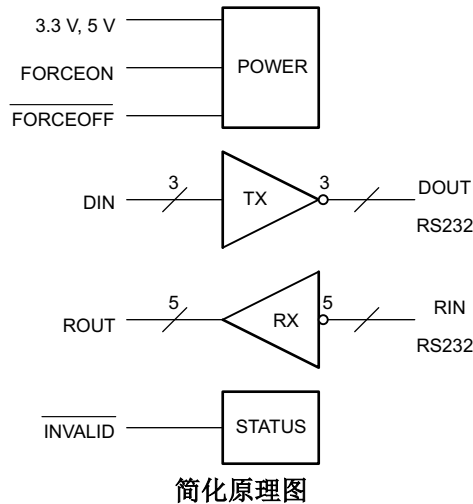 3.3 V, 5 V
POWER
FORCEON
FORCEOFF
DIN
3
TX
3
DOUT
RS232
ROUT
5
RX
5
RIN
RS232
INVALID
STATUS
简化原理图